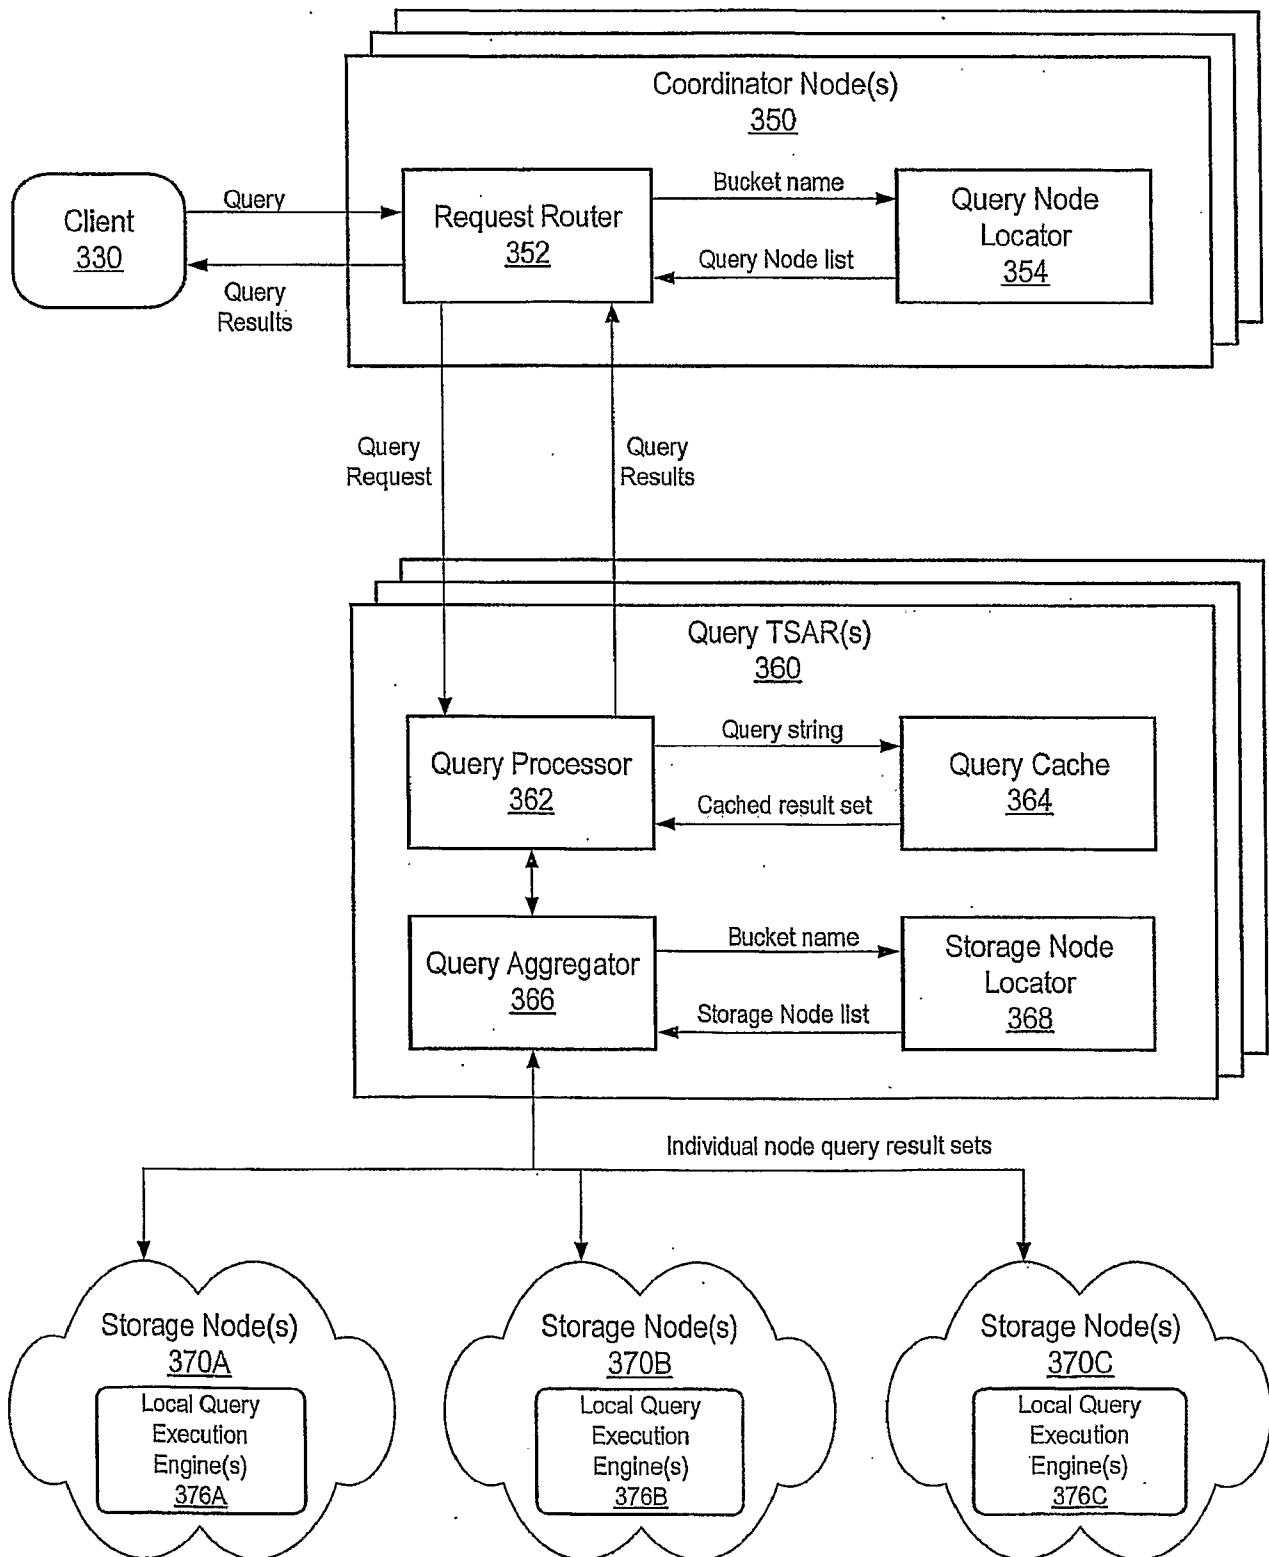 Coordinator Node(s)
350
Client
330
Query
Query
Results
Request Router
352
Bucket name
Query Node list
Query Node
Locator
354
Query
Request
Query
Results
Query TSAR(s)
360
Query Processor
362
Query string
Cached result set
Query Cache
364
Query Aggregator
366
Bucket name
Storage Node list
Storage Node
Locator
368
Individual node query result sets
Storage Node(s)
370A
Local Query
Execution
Engine(s)
376A
Storage Node(s)
370B
Local Query
Execution
Engine(s)
376B
Storage Node(s)
370C
Local Query
Execution
Engine(s)
376C